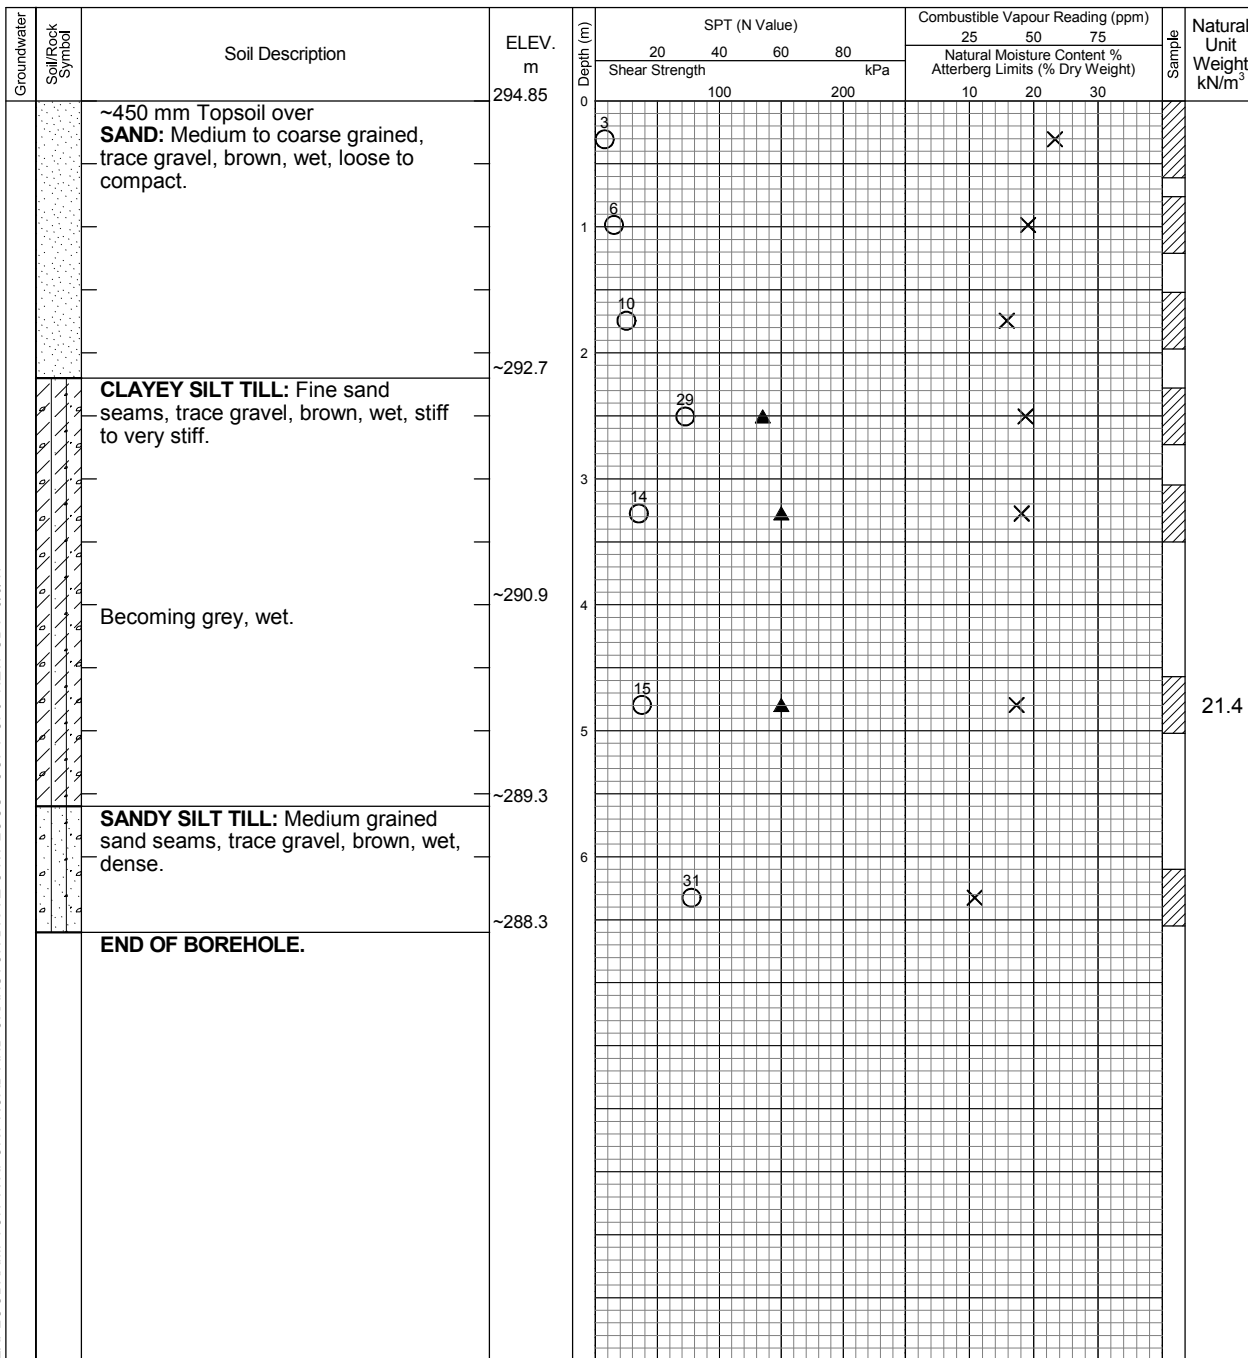 Groundwater
Soil/Rock
Symbol
Soil Description
ELEV.
m
294.85
Depth (m)
SPT (N Value)
20 40 60 80
Shear Strength kPa
100 200
Combustible Vapour Reading (ppm)
25 50 75
Natural Moisture Content %
Atterberg Limits (% Dry Weight)
10 20 30
Sample
Natural
Unit
Weight
kN/m³
0
~450 mm Topsoil over
SAND: Medium to coarse grained,
trace gravel, brown, wet, loose to
compact.
3
6
1
10
2
~292.7
CLAYEY SILT TILL: Fine sand
seams, trace gravel, brown, wet, stiff
to very stiff.
29
3
14
~290.9
4
Becoming grey, wet.
15
21.4
5
~289.3
SANDY SILT TILL: Medium grained
sand seams, trace gravel, brown, wet,
dense.
6
31
~288.3
END OF BOREHOLE.